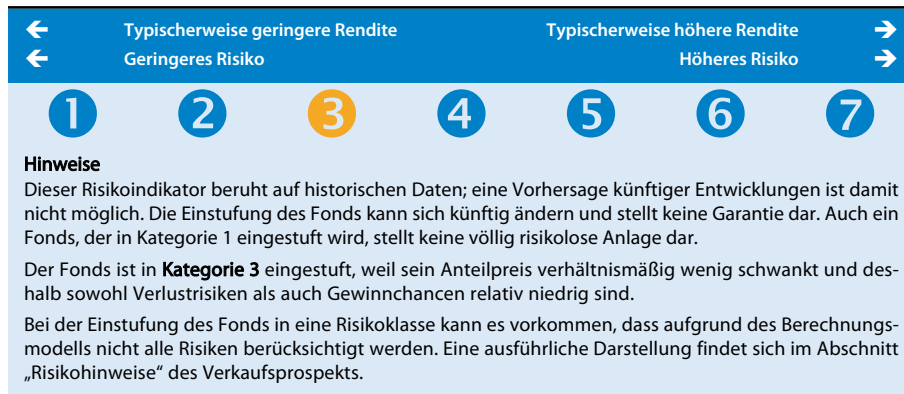 ← Typischerweise geringere Rendite Typischerweise höhere Rendite →
← Geringeres Risiko Höheres Risiko →
1 2 3 4 5 6 7
Hinweise
Dieser Risikoindikator beruht auf historischen Daten; eine Vorhersage künftiger Entwicklungen ist damit
nicht möglich. Die Einstufung des Fonds kann sich künftig ändern und stellt keine Garantie dar. Auch ein
Fonds, der in Kategorie 1 eingestuft wird, stellt keine völlig risikolose Anlage dar.
Der Fonds ist in Kategorie 3 eingestuft, weil sein Anteilpreis verhältnismäßig wenig schwankt und des-
halb sowohl Verlustrisiken als auch Gewinnchancen relativ niedrig sind.
Bei der Einstufung des Fonds in eine Risikoklasse kann es vorkommen, dass aufgrund des Berechnungs-
modells nicht alle Risiken berücksichtigt werden. Eine ausführliche Darstellung findet sich im Abschnitt
„Risikohinweise“ des Verkaufsprospekts.